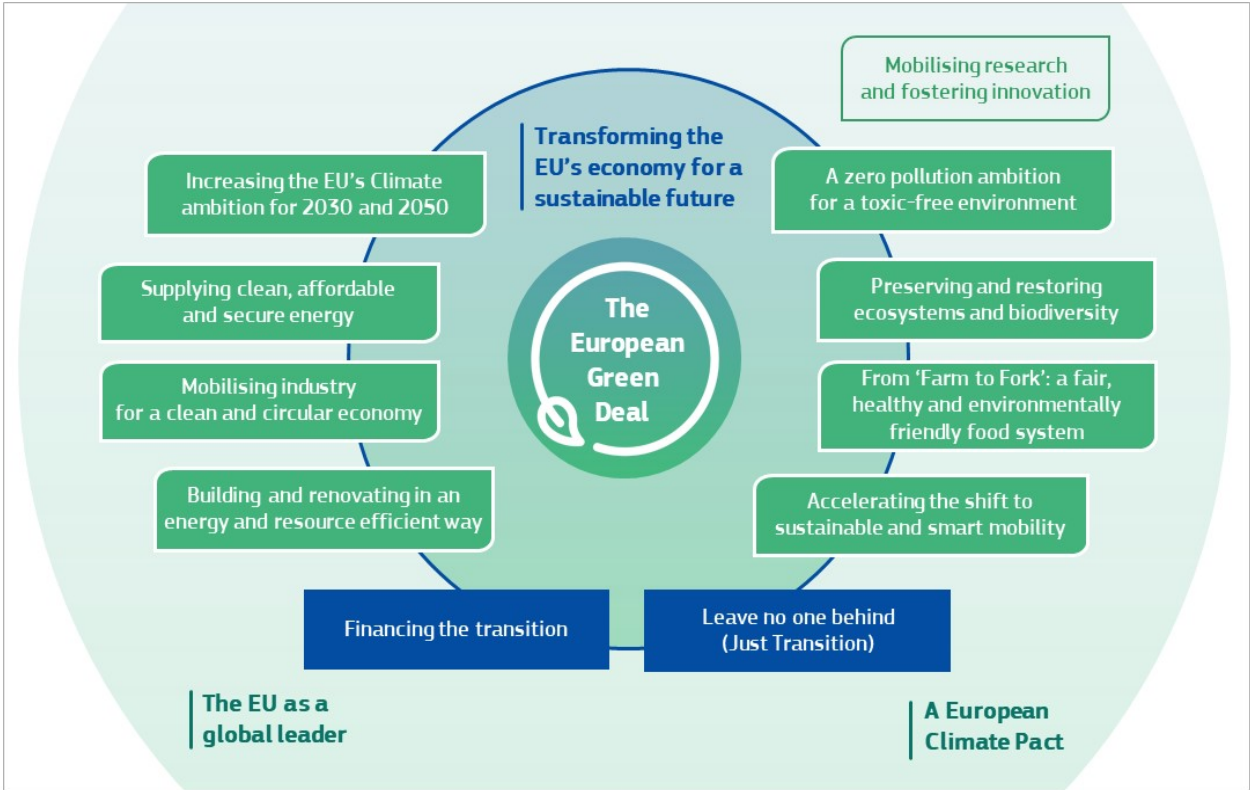 Mobilising research
and fostering innovation
Transforming the
EU's economy for a
sustainable future
Increasing the EU's Climate
ambition for 2030 and 2050
Supplying clean, affordable
and secure energy
Mobilising industry
for a clean and circular economy
Building and renovating in an
energy and resource efficient way
The
European
Green
Deal
A zero pollution ambition
for a toxic-free environment
Preserving and restoring
ecosystems and biodiversity
From ‘Farm to Fork’: a fair,
healthy and environmentally
friendly food system
Accelerating the shift to
sustainable and smart mobility
Financing the transition
Leave no one behind
(Just Transition)
The EU as a
global leader
A European
Climate Pact